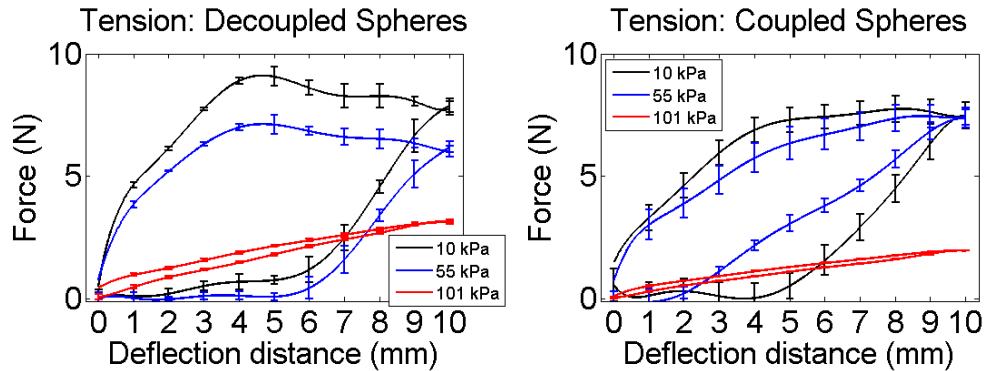 Tension: Decoupled Spheres
10
5
0
Force (N)
10 kPa
55 kPa
101 kPa
0 1 2 3 4 5 6 7 8 9 10
Deflection distance (mm)
Tension: Coupled Spheres
10
5
0
Force (N)
10 kPa
55 kPa
101 kPa
0 1 2 3 4 5 6 7 8 9 10
Deflection distance (mm)